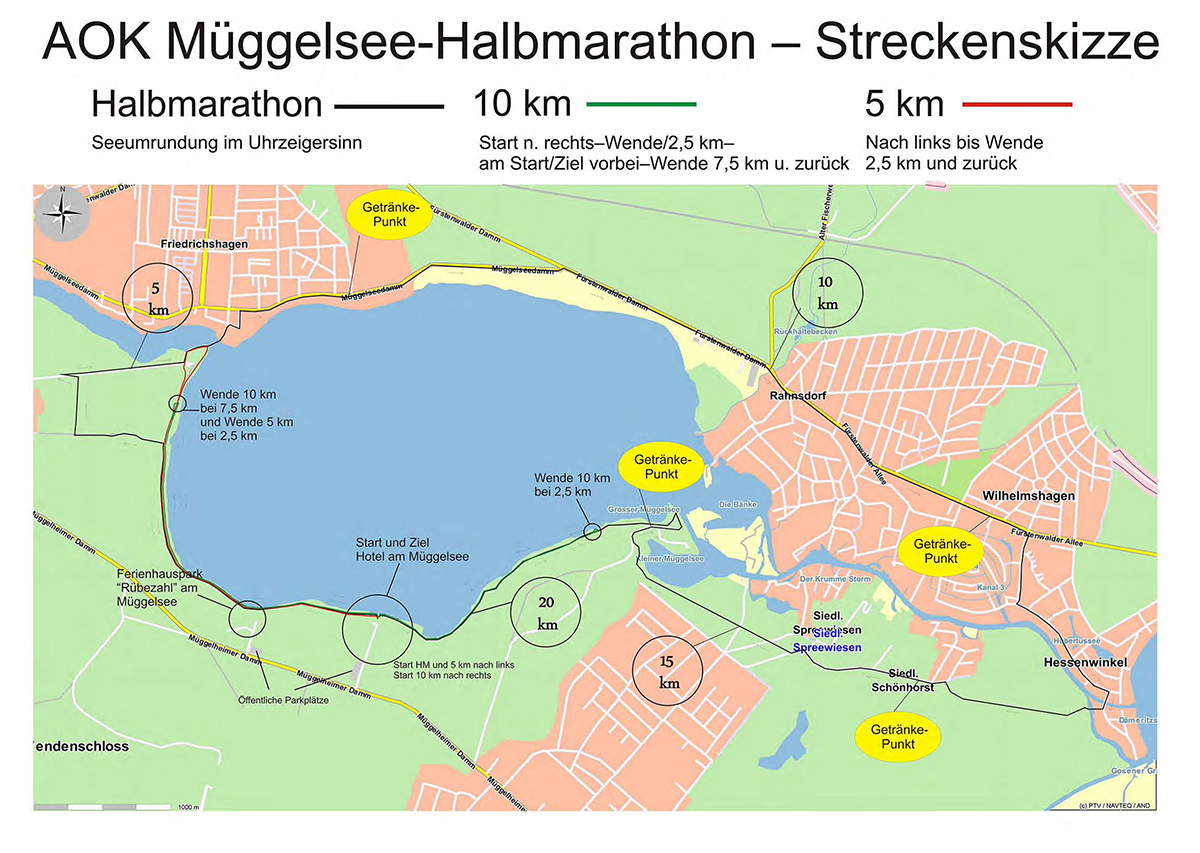 AOK Müggelsee-Halbmarathon – Streckenskizze
Halbmarathon
10 km
5 km
Seeumrundung im Uhrzeigersinn
Start n. rechts–Wende/2,5 km–
am Start/Ziel vorbei–Wende 7,5 km u. zurück
Nach links bis Wende
2,5 km und zurück
N
enwalder Damm
Friedrichshagen
Getränke-
Punkt
Fürstenwalder Damm
Alter Fischerwe
Müggelseedamm
5
km
Müggelseedamm
Müggelseedamm
Fürstenwalder Damm
10
km
Rückhaltebecken
Fürstenwalder Damm
Rahnsdorf
Wende 10 km
bei 7,5 km
und Wende 5 km
bei 2,5 km
Fürstenwalder Allee
Getränke-
Punkt
Wende 10 km
bei 2,5 km
Grosser Müggelsee
Die Bänke
Wilhelmshagen
Fürstenwalder Allee
Müggelheimer Damm
Start und Ziel
Hotel am Müggelsee
Kleiner Müggelsee
Getränke-
Punkt
4
Kanal 3
Ferienhauspark
"Rübezahl" am
Müggelsee
Der Krumme Storm
20
km
Siedl.
Spreewiesen
Siedl.
Spreewiesen
Hubertussee
Hessenwinkel
Müggelheimer Damm
Start HM und 5 km nach links
Start 10 km nach rechts
15
km
Siedl.
Schönhorst
Öffentliche Parkplätze
Müggelheimer Damm
Müggelheimer Damm
Getränke-
Punkt
Dämeritzs
endenschloss
Gosener Gr
Müggelheimer
1000 m
(c) PTV / NAVTEQ / AND